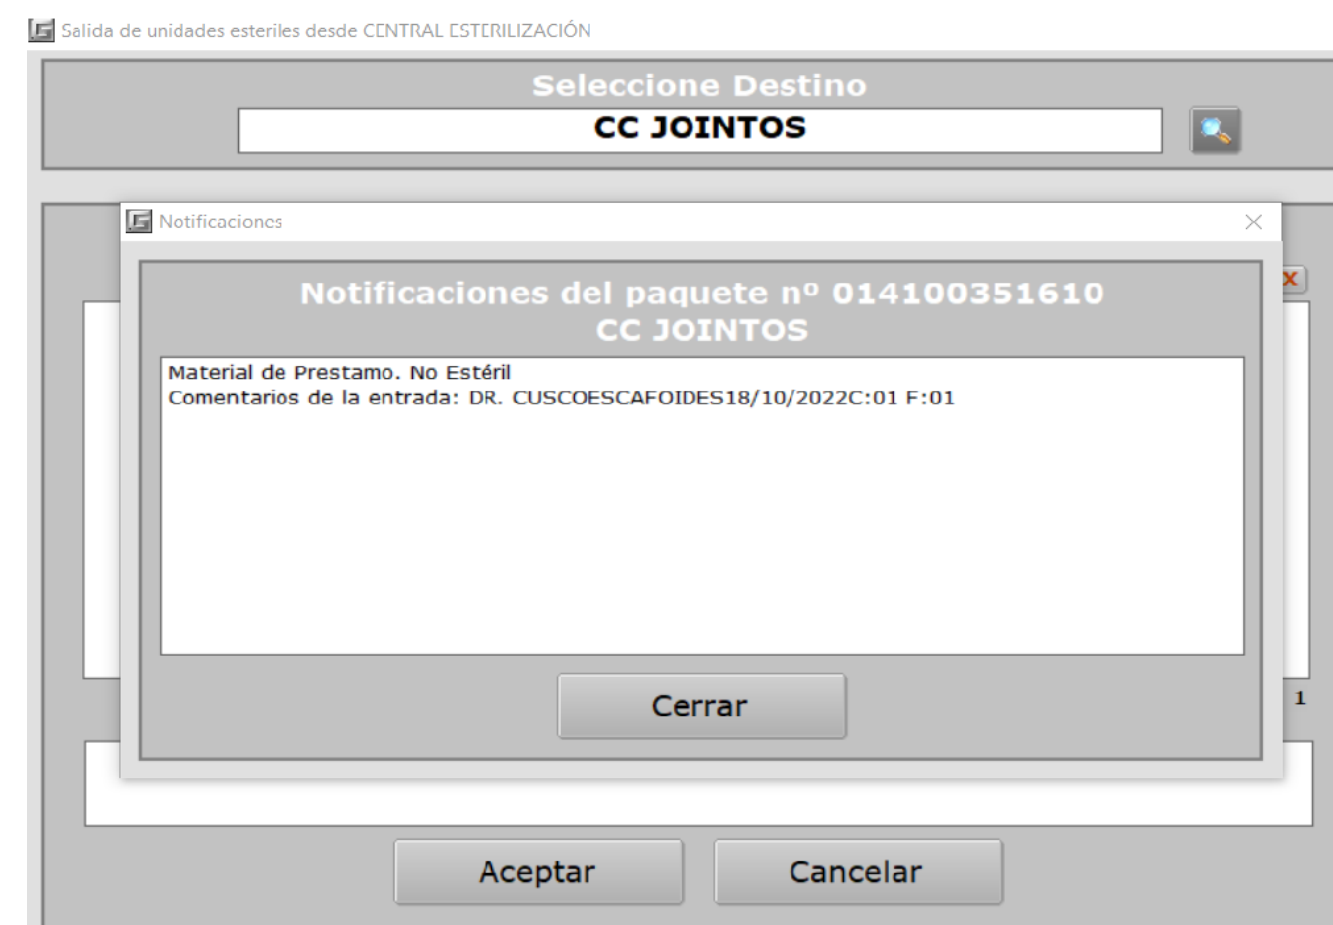 Salida de unidades esteriles desde CENTRAL ESTERILIZACIÓN
Seleccione Destino
CC JOINTOS
Notificaciones
Notificaciones del paquete nº 014100351610
CC JOINTOS
X
Material de Prestamo. No Estéril
Comentarios de la entrada: DR. CUSCOESCAFOIDES18/10/2022C:01 F:01
Cerrar
1
Aceptar
Cancelar